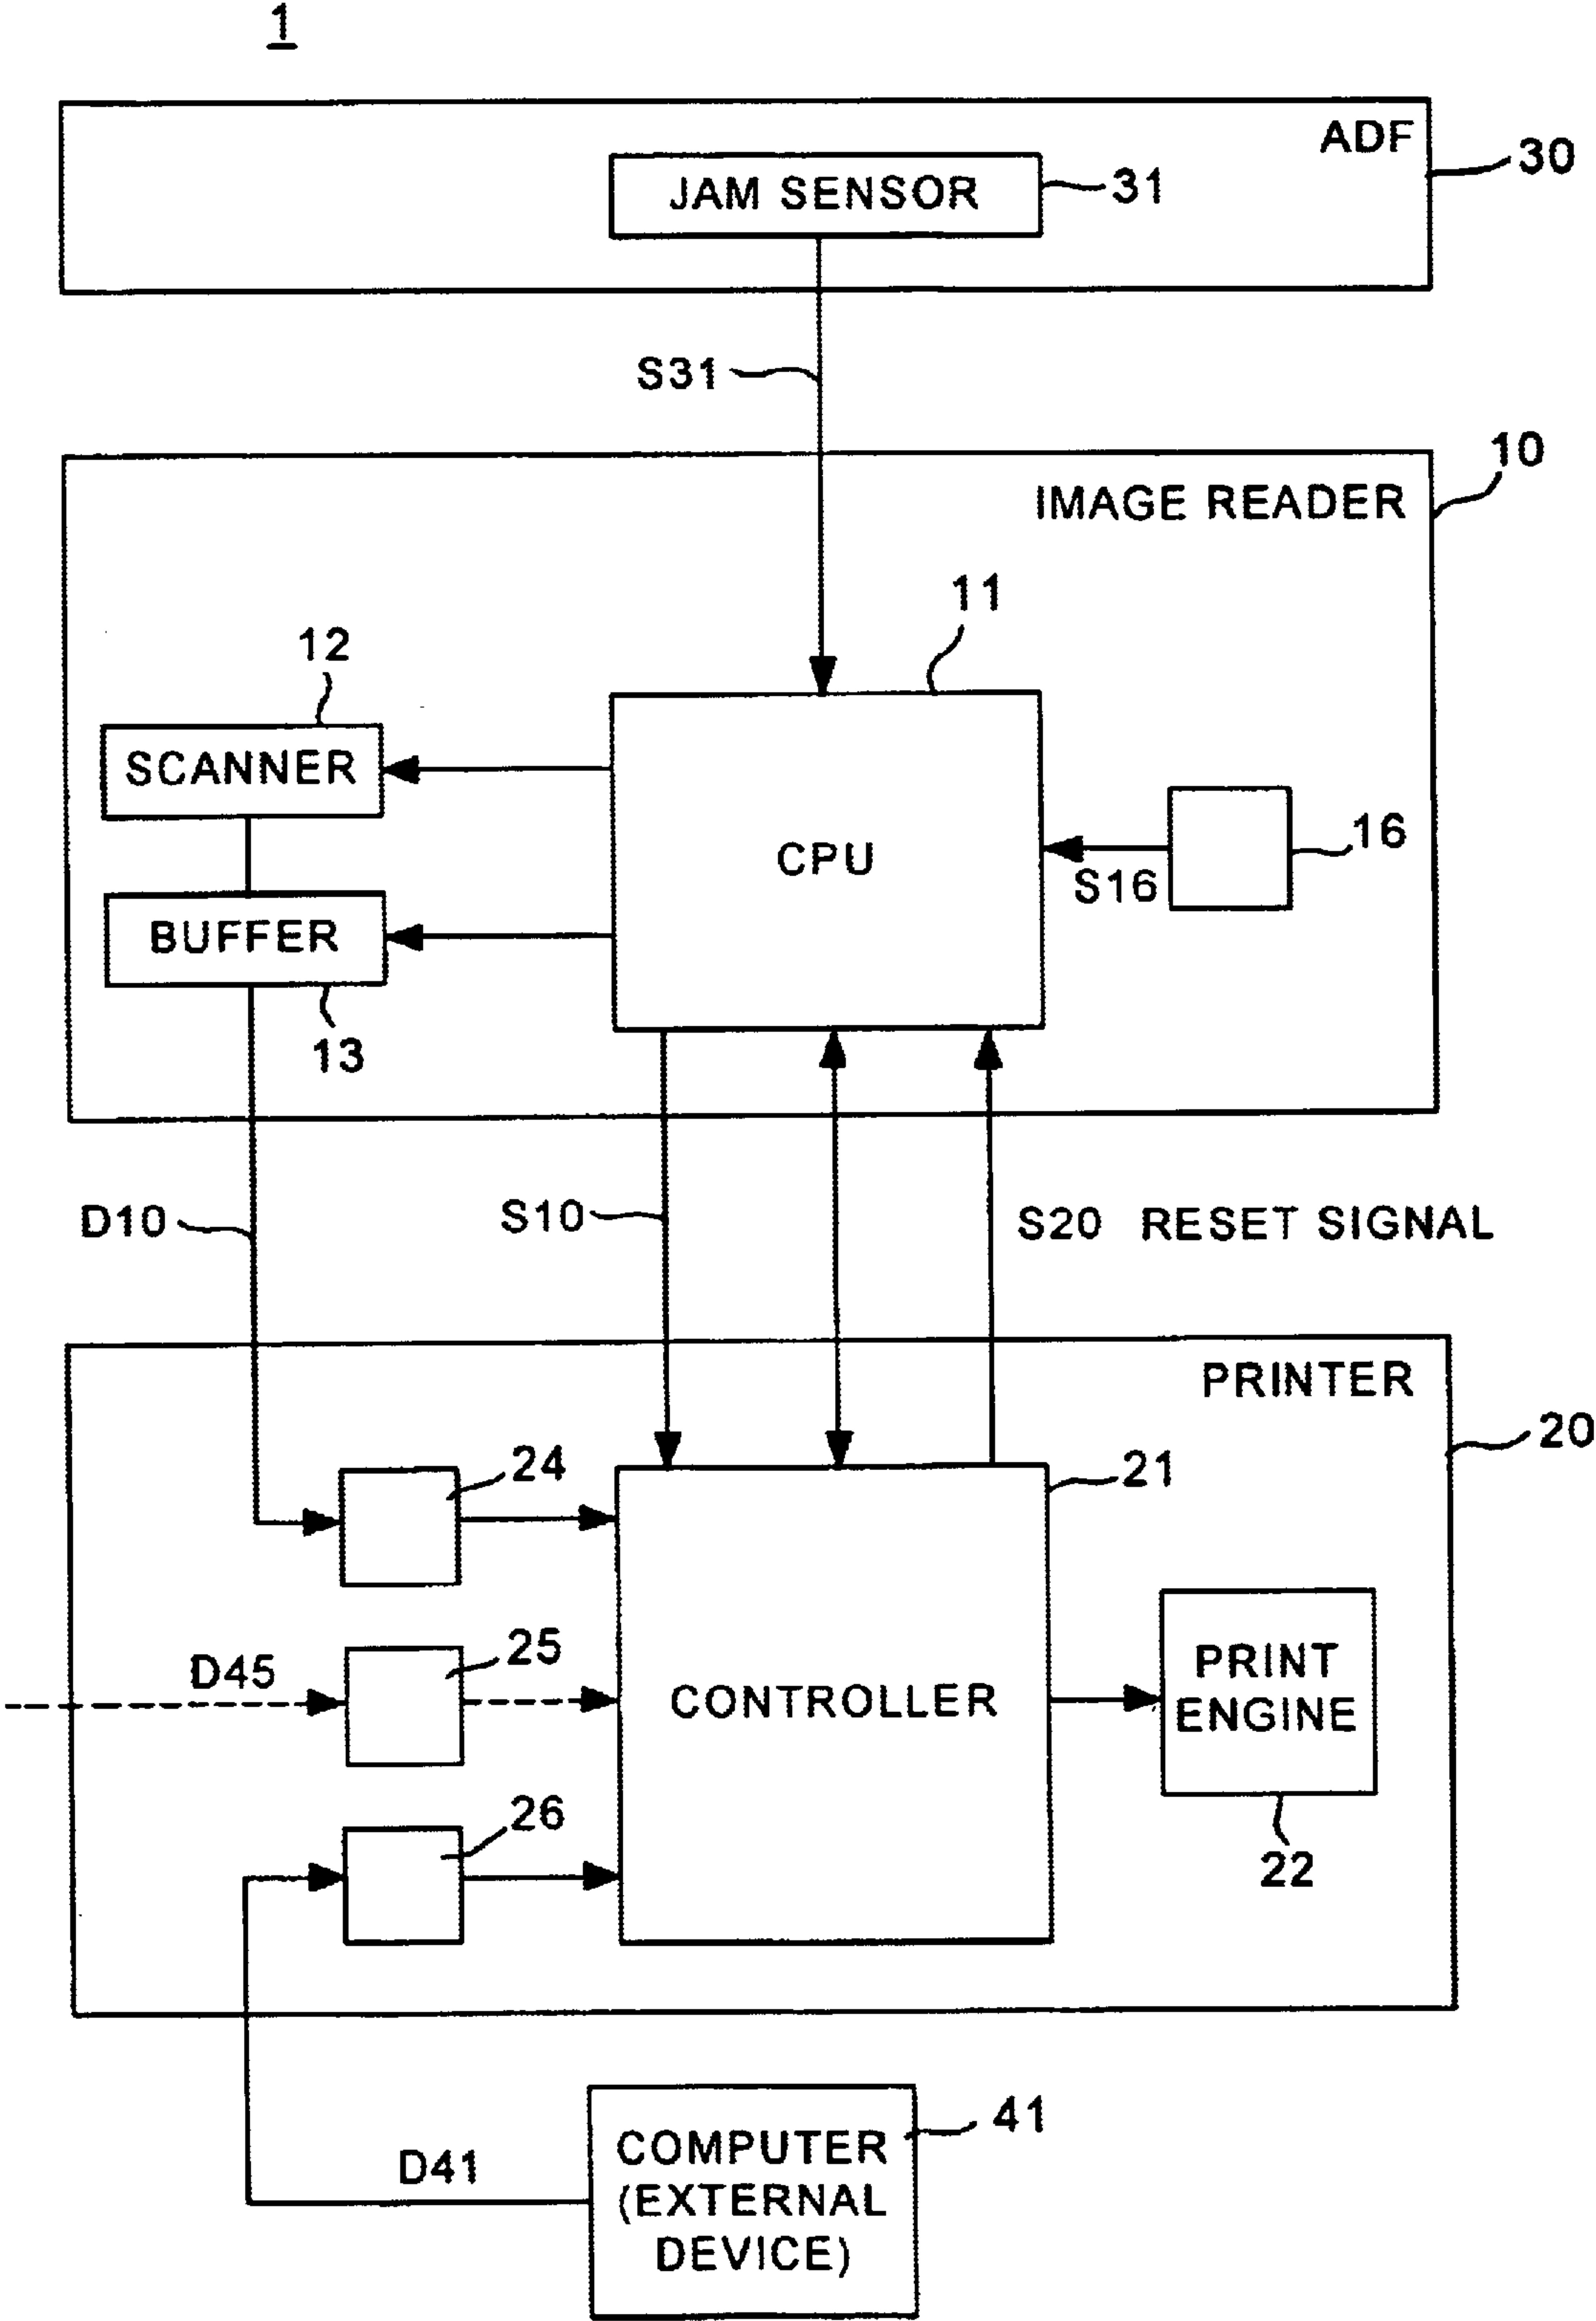 1
ADF
30
JAM SENSOR
31
S31
10
IMAGE READER
11
12
SCANNER
CPU
16
S16
BUFFER
13
D10
S10
S20 RESET SIGNAL
PRINTER
20
24
21
25
D45
CONTROLLER
PRINT
ENGINE
26
22
41
COMPUTER
(EXTERNAL
DEVICE)
D41